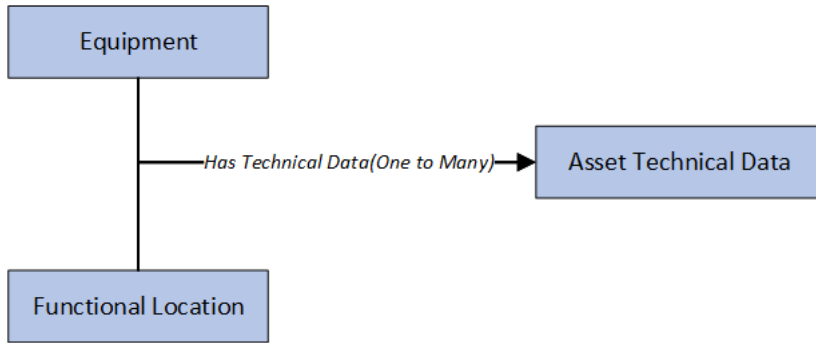 Equipment
Has Technical Data(One to Many)
Asset Technical Data
Functional Location